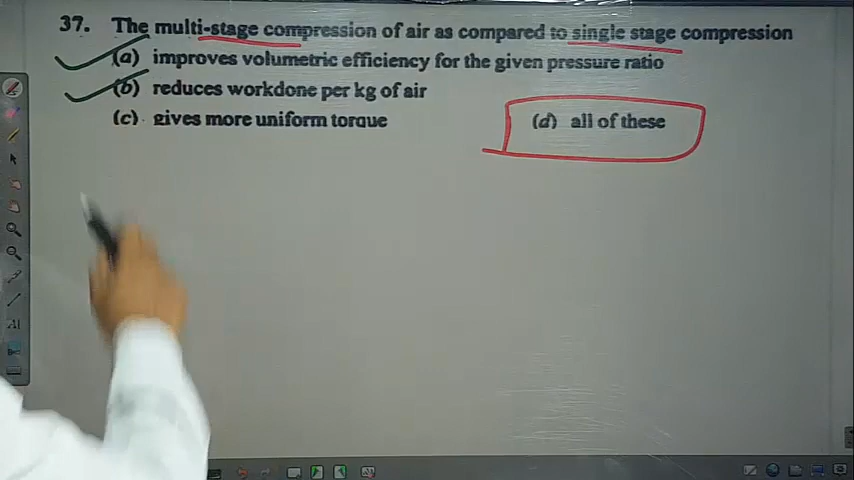 37. The multi-stage compression of air as compared to single stage compression
(a) improves volumetric efficiency for the given pressure ratio
(b) reduces workdone per kg of air
(c) gives more uniform torque (d) all of these